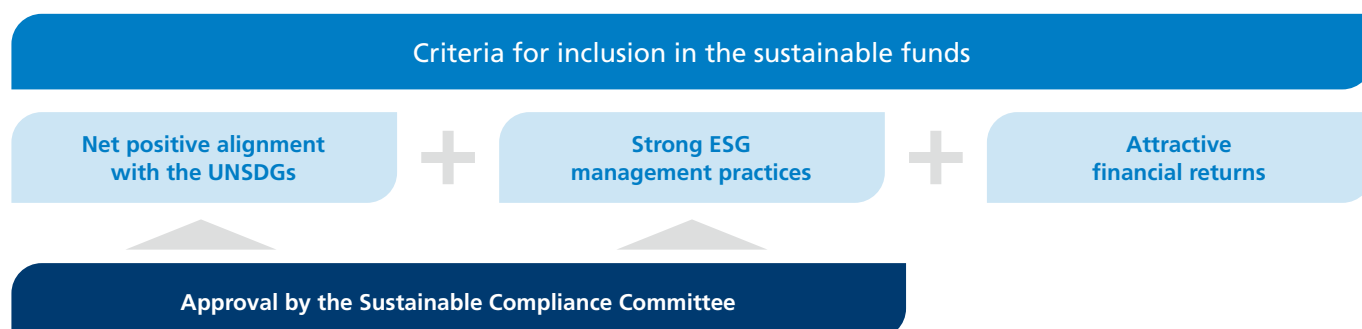 Criteria for inclusion in the sustainable funds
Net positive alignment
with the UNSDGs
Strong ESG
management practices
Attractive
financial returns
Approval by the Sustainable Compliance Committee